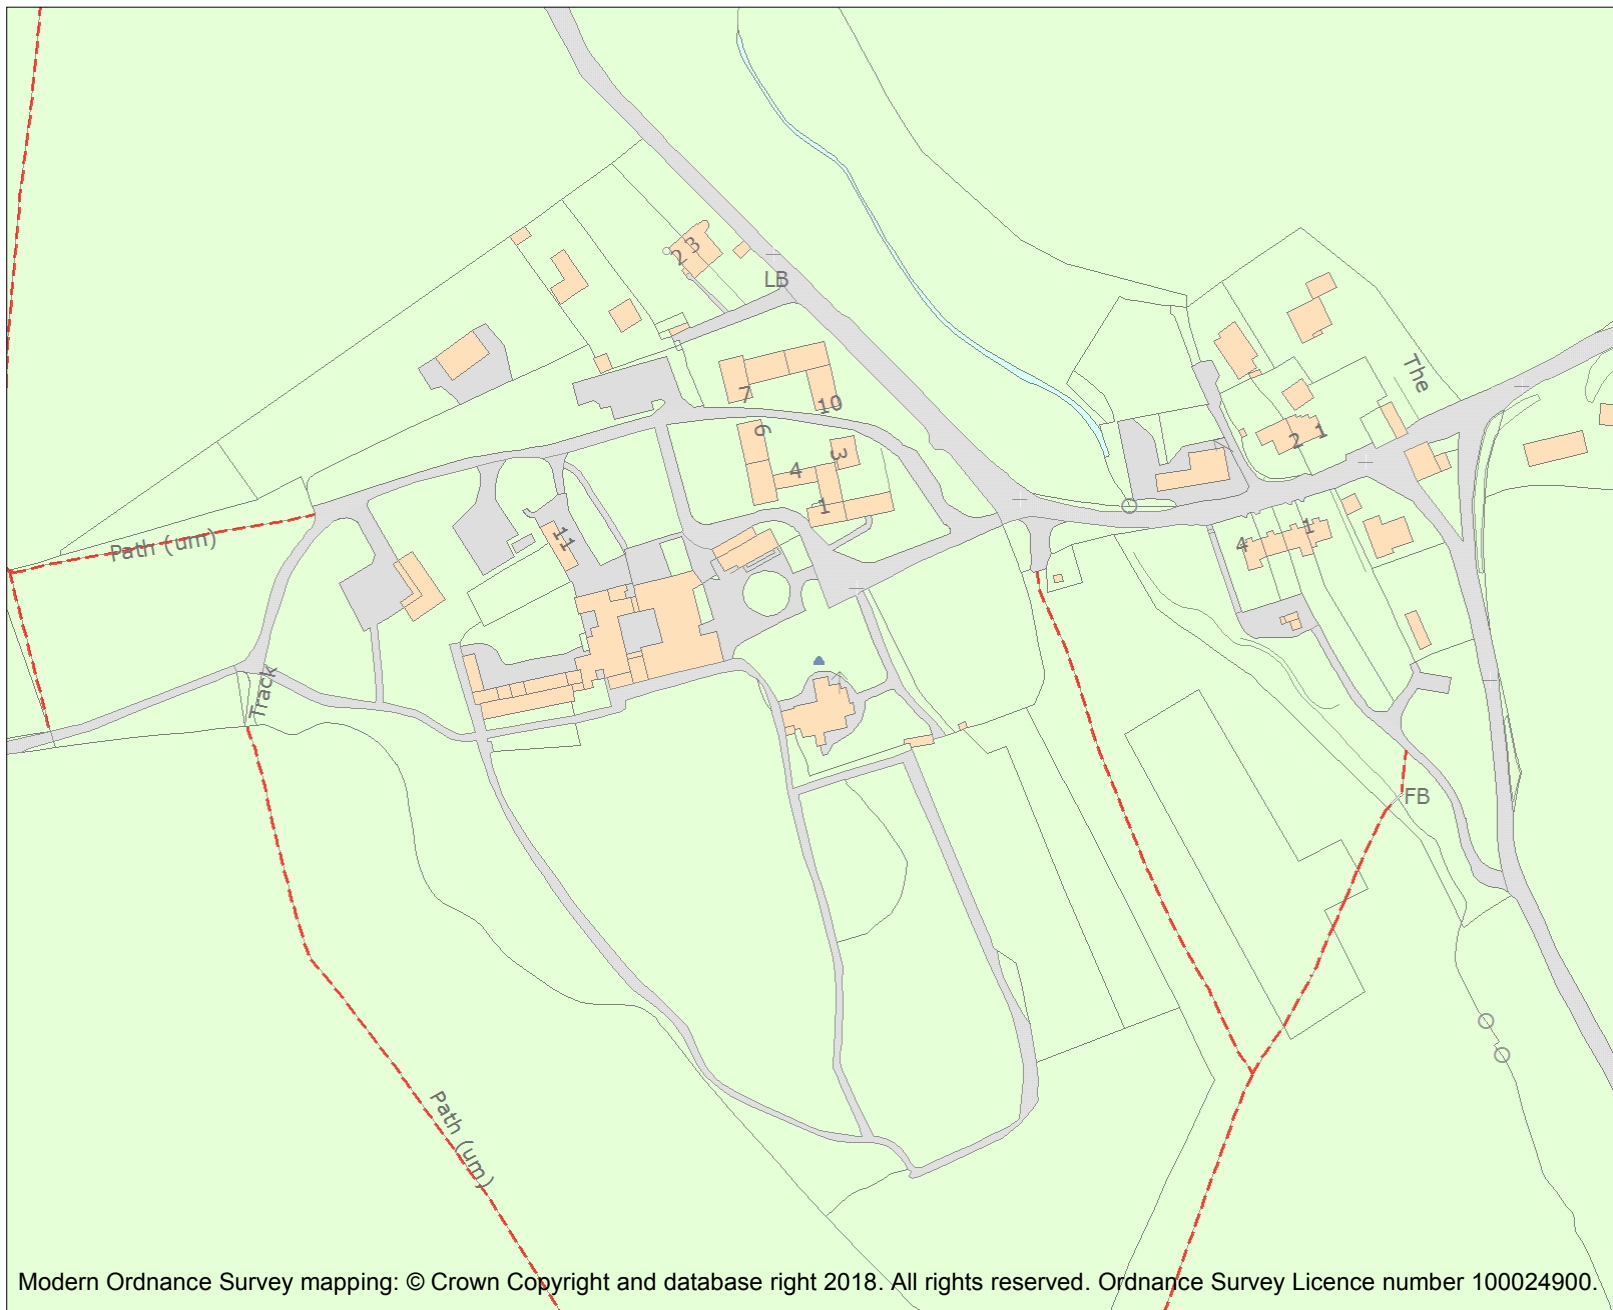 2 3
LB
The
7
10
6
3
2 1
4
1
11
4
1
Path (um)
Track
FB
Path (um)
Modern Ordnance Survey mapping: © Crown Copyright and database right 2018. All rights reserved. Ordnance Survey Licence number 100024900.